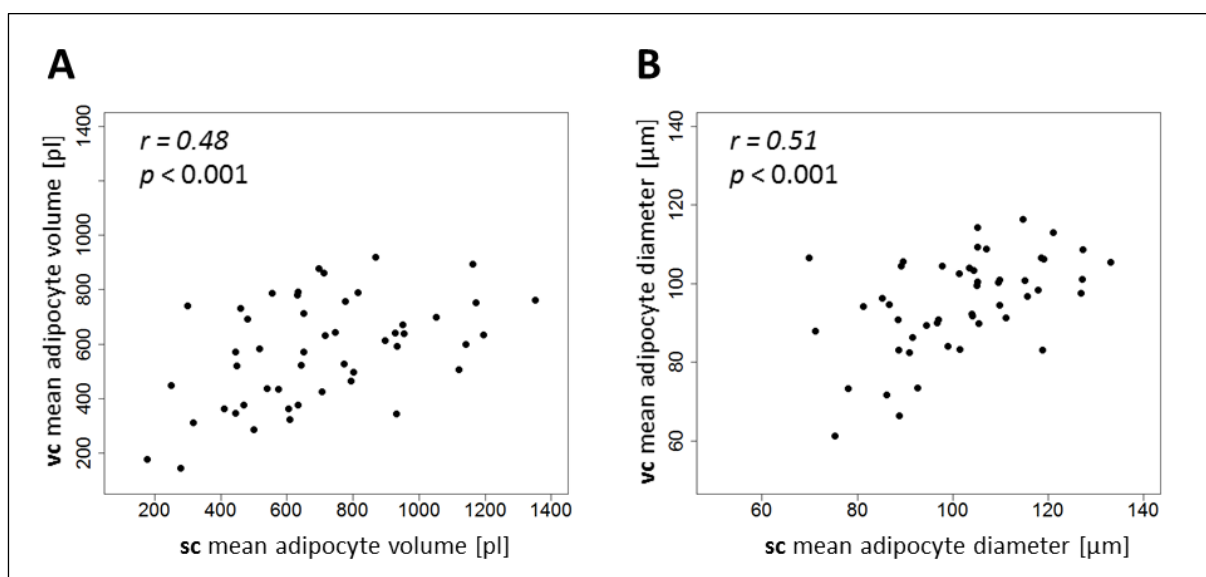 A
r = 0.48
p < 0.001
1400
1000
800
600
400
200
vc mean adipocyte volume [pl]
200 400 600 800 1000 1200 1400
sc mean adipocyte volume [pl]
B
r = 0.51
p < 0.001
140
120
100
80
60
vc mean adipocyte diameter [µm]
60 80 100 120 140
sc mean adipocyte diameter [µm]